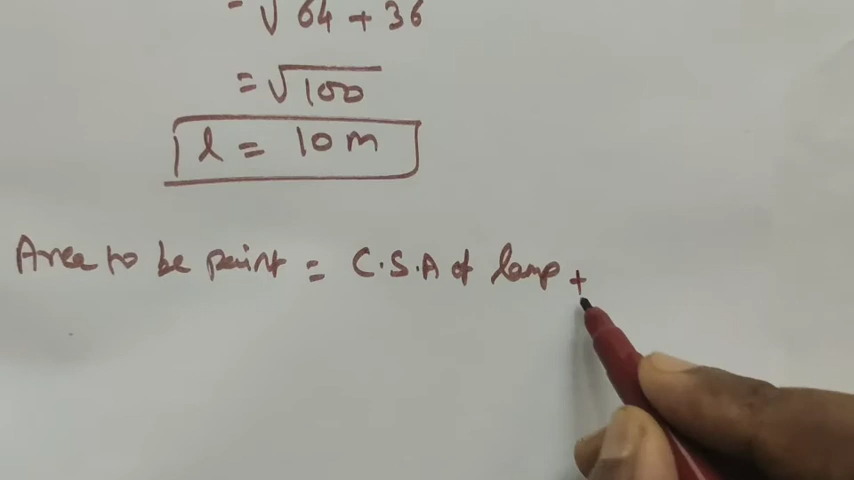 = √64 + 36
= √100
l = 10 m
Area to be paint = C.S.A of lamp +